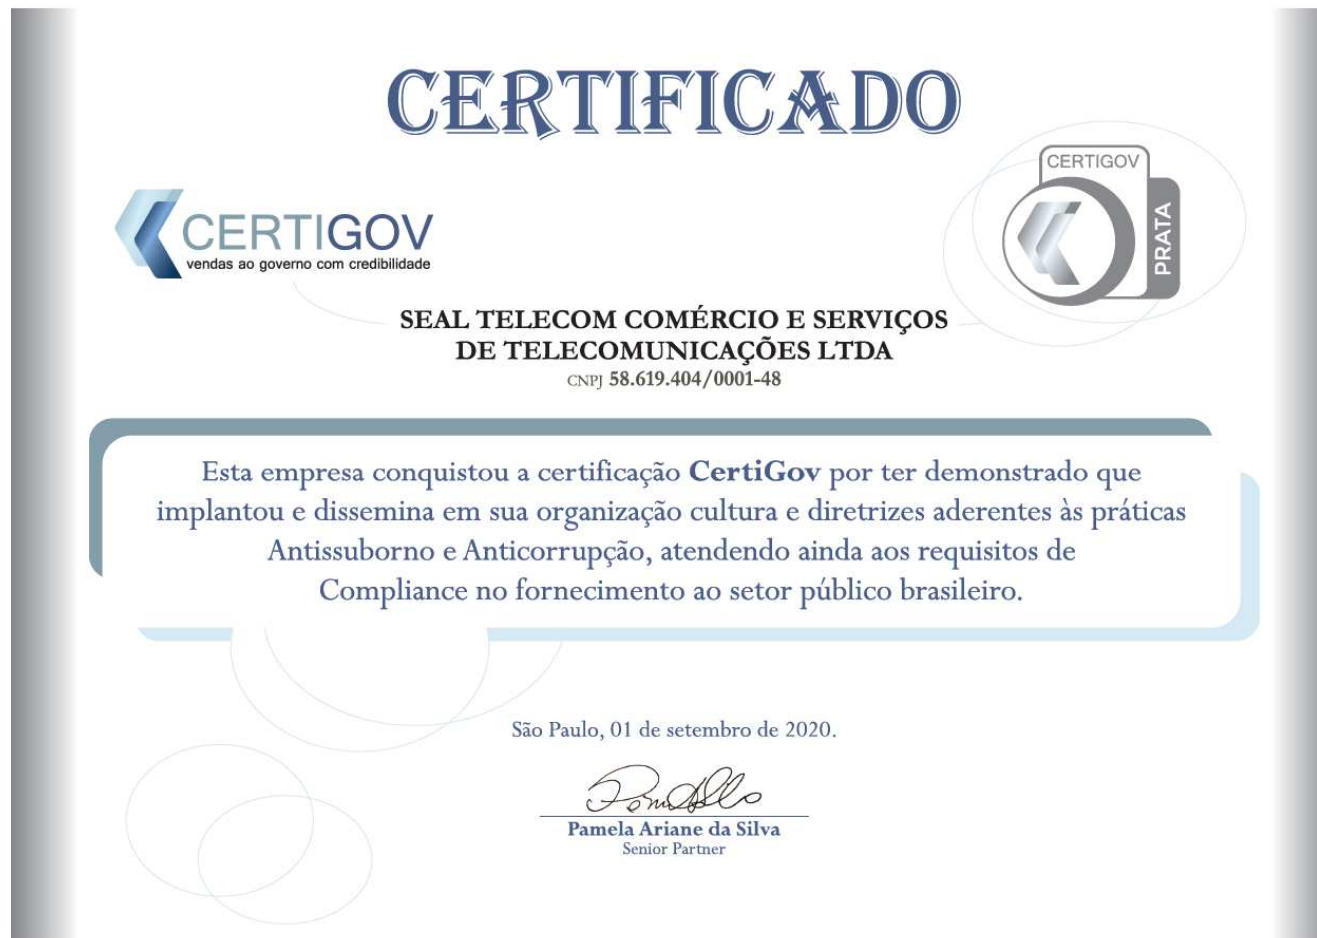 CERTIFICADO
CERTIGOV
PRATA
CERTIGOV
vendas ao governo com credibilidade
SEAL TELECOM COMÉRCIO E SERVIÇOS
DE TELECOMUNICAÇÕES LTDA
CNPJ 58.619.404/0001-48
Esta empresa conquistou a certificação CertiGov por ter demonstrado que
implantou e dissemina em sua organização cultura e diretrizes aderentes às práticas
Antissuborno e Anticorrupção, atendendo ainda aos requisitos de
Compliance no fornecimento ao setor público brasileiro.
São Paulo, 01 de setembro de 2020.
Pamela Ariane da Silva
Senior Partner